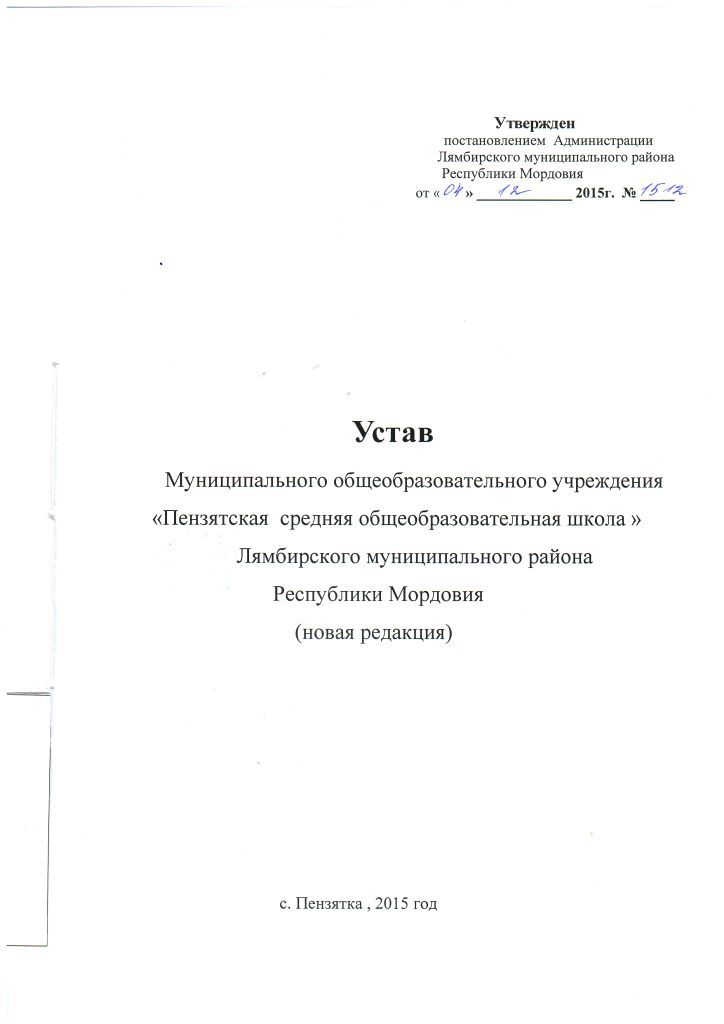 Утвержден
постановлением Администрации
Лямбирского муниципального района
Республики Мордовия
от « 04 » 12 2015г. № 1512
Устав
Муниципального общеобразовательного учреждения
«Пензятская средняя общеобразовательная школа »
Лямбирского муниципального района
Республики Мордовия
(новая редакция)
с. Пензятка , 2015 год